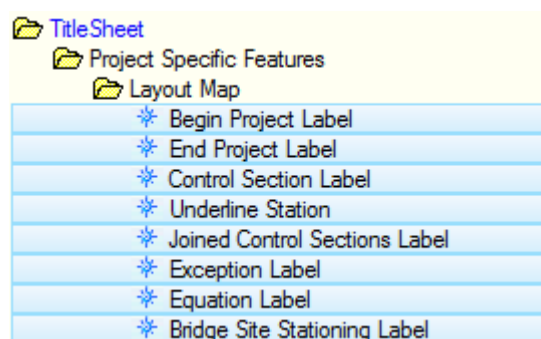 TitleSheet
Project Specific Features
Layout Map
Begin Project Label
End Project Label
Control Section Label
Underline Station
Joined Control Sections Label
Exception Label
Equation Label
Bridge Site Stationing Label